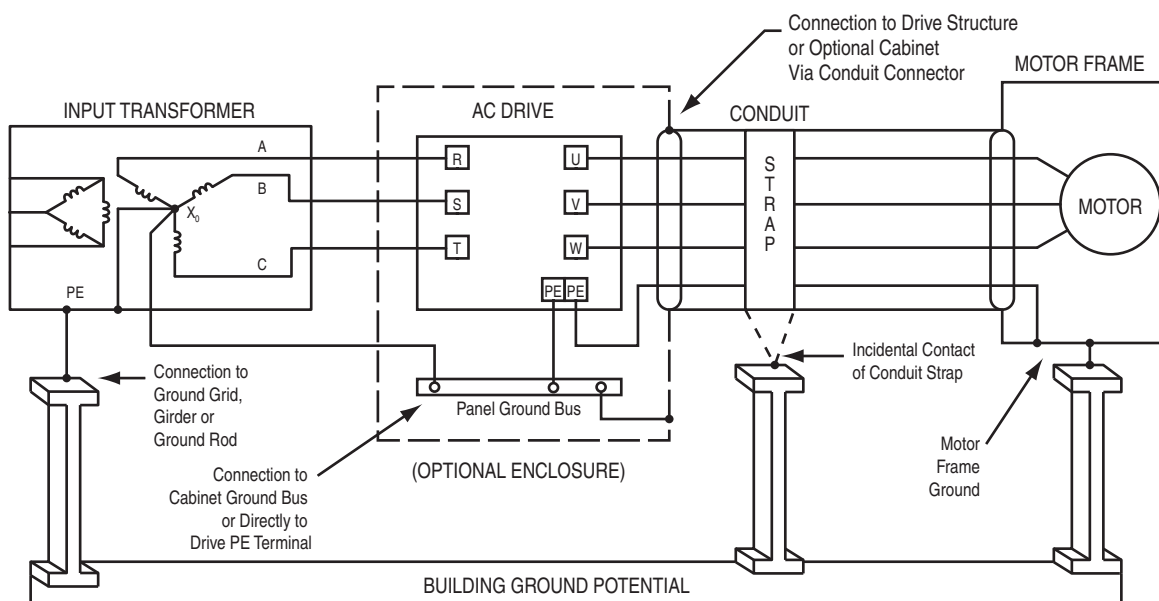 Connection to Drive Structure
or Optional Cabinet
Via Conduit Connector
MOTOR FRAME
INPUT TRANSFORMER
AC DRIVE
CONDUIT
A
R
U
S
T
R
A
P
B
S
V
X₀
MOTOR
C
T
W
PE
PE PE
Connection to
Ground Grid,
Girder or
Ground Rod
Panel Ground Bus
Incidental Contact
of Conduit Strap
(OPTIONAL ENCLOSURE)
Connection to
Cabinet Ground Bus
or Directly to
Drive PE Terminal
Motor
Frame
Ground
BUILDING GROUND POTENTIAL